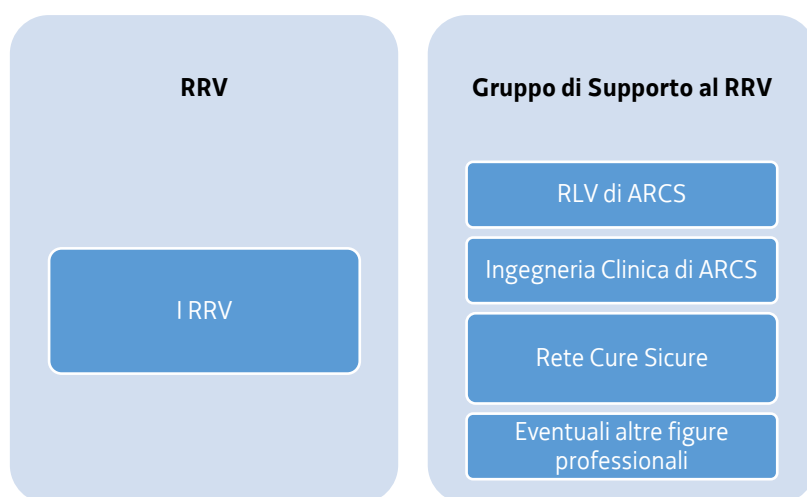 RRV
I RRV
Gruppo di Supporto al RRV
RLV di ARCS
Ingegneria Clinica di ARCS
Rete Cure Sicure
Eventuali altre figure
professionali